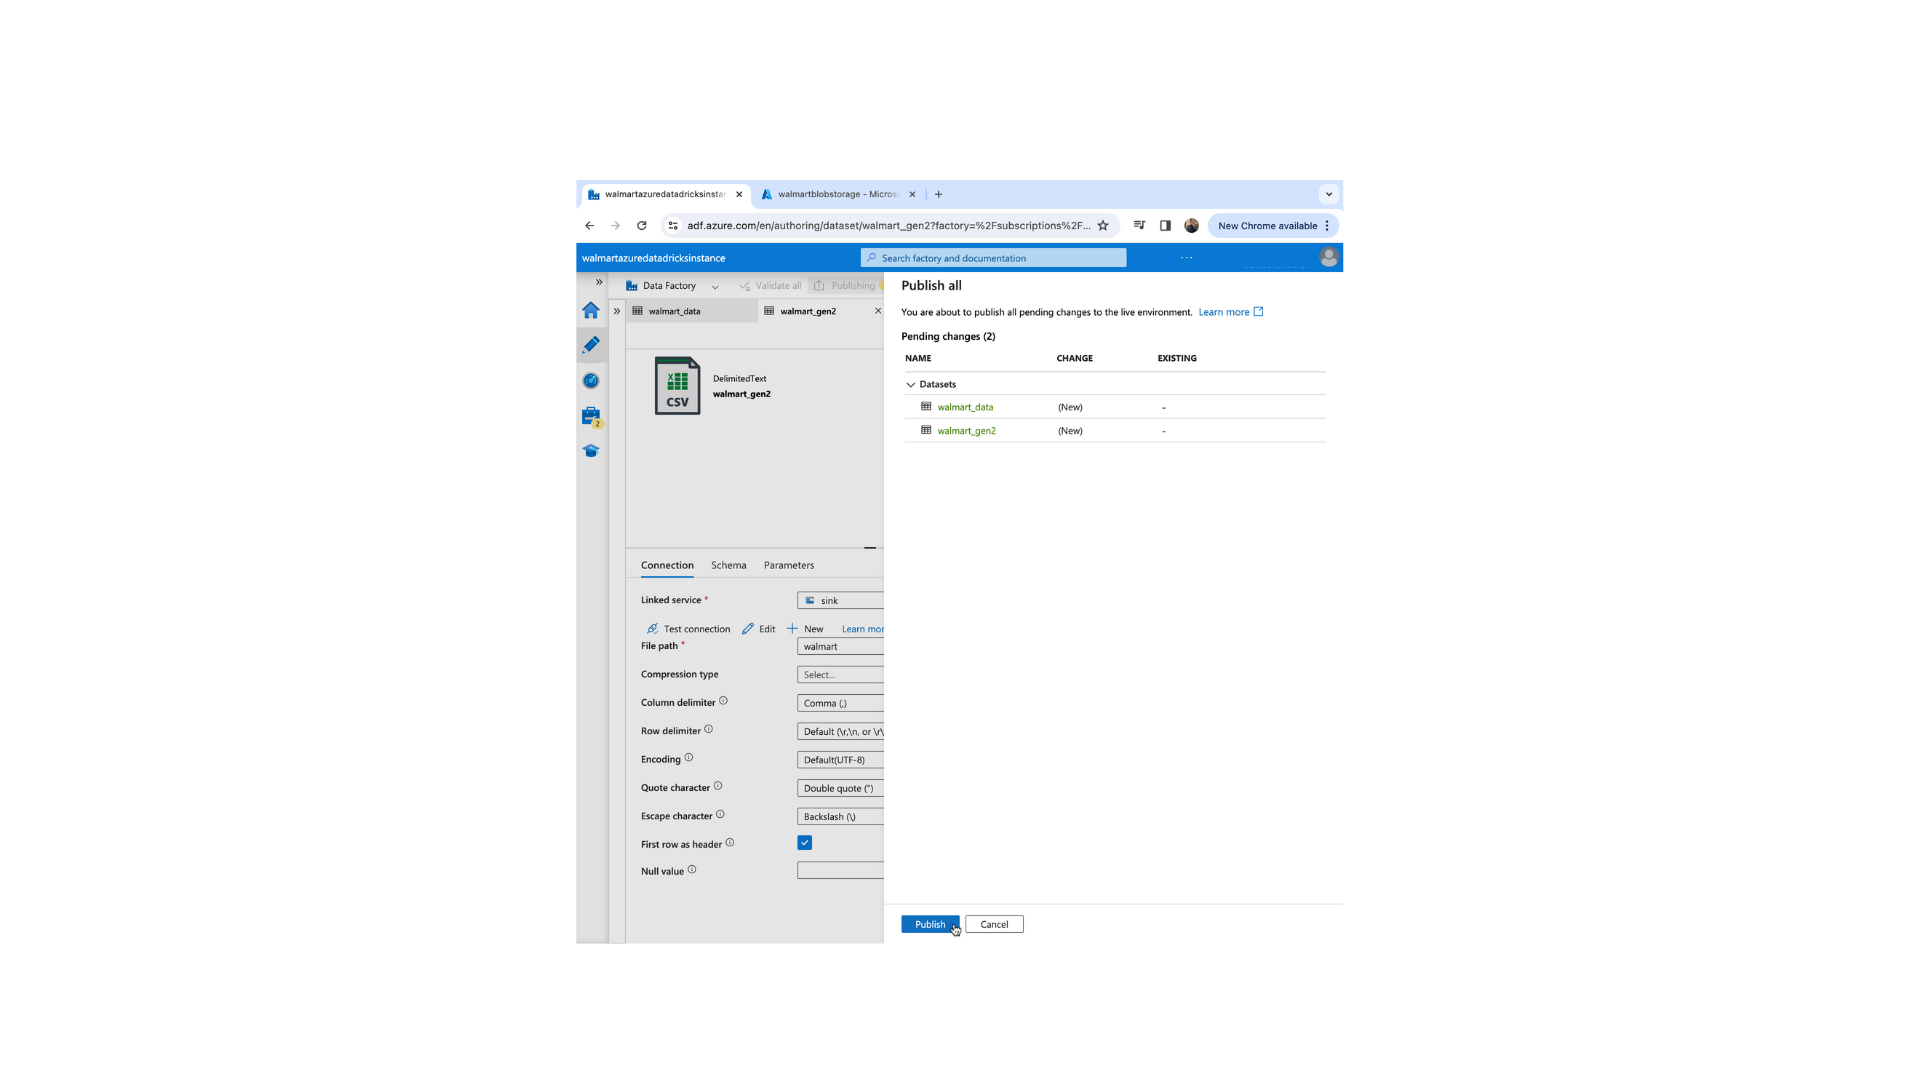 walmartazuredatadricksinstar
walmartblobstorage - Micros
adf.azure.com/en/authoring/dataset/walmart_gen2?factory=%2Fsubscriptions%2F...
New Chrome available
walmartazuredatadricksinstance
Search factory and documentation
...
Data Factory
Validate all
Publishing
walmart_data
walmart_gen2
2
CSV
DelimitedText
walmart_gen2
Connection
Schema
Parameters
Linked service *
sink
Test connection
Edit
New
Learn mor
File path *
walmart
Compression type
Select...
Column delimiter
Comma (,)
Row delimiter
Default (\r,\n, or \r\
Encoding
Default(UTF-8)
Quote character
Double quote (")
Escape character
Backslash (\)
First row as header
Null value
Publish all
You are about to publish all pending changes to the live environment. Learn more
Pending changes (2)
NAME CHANGE EXISTING
Datasets
walmart_data (New) -
walmart_gen2 (New) -
Publish
Cancel